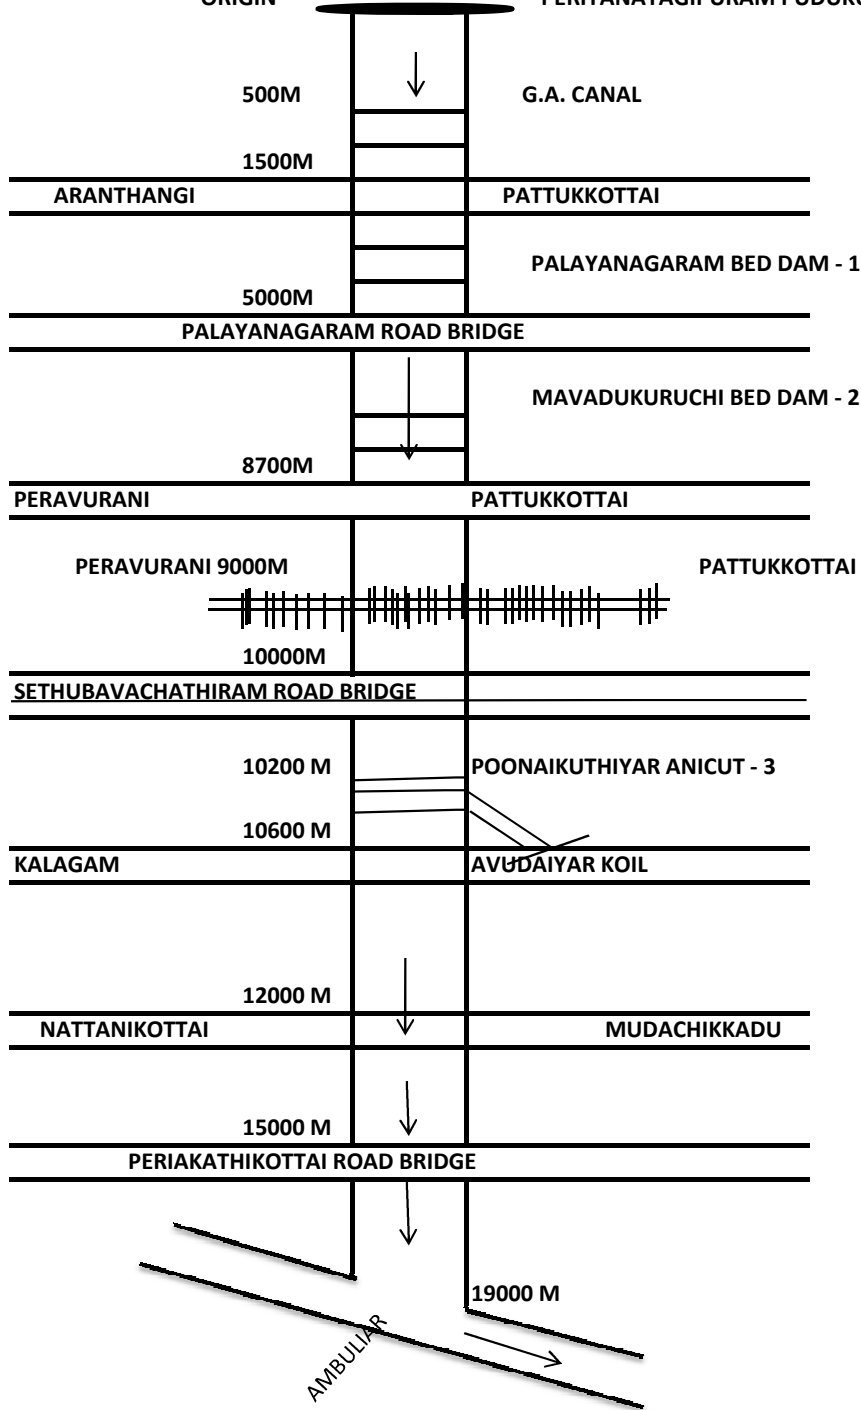 ORIGIN
500M G.A. CANAL
1500M
ARANTHANGI PATTUKKOTTAI
PALAYANAGARAM BED DAM - 1
5000M
PALAYANAGARAM ROAD BRIDGE
MAVADUKURUCHI BED DAM - 2
8700M
PERAVURANI PATTUKKOTTAI
PERAVURANI 9000M PATTUKKOTTAI
10000M
SETHUBAVACHATHIRAM ROAD BRIDGE
10200 M POONAIKUTHIYAR ANICUT - 3
10600 M
KALAGAM AVUDAIYAR KOIL
12000 M
NATTANIKOTTAI MUDACHIKKADU
15000 M
PERIAKATHIKOTTAI ROAD BRIDGE
19000 M
AMBULIAR